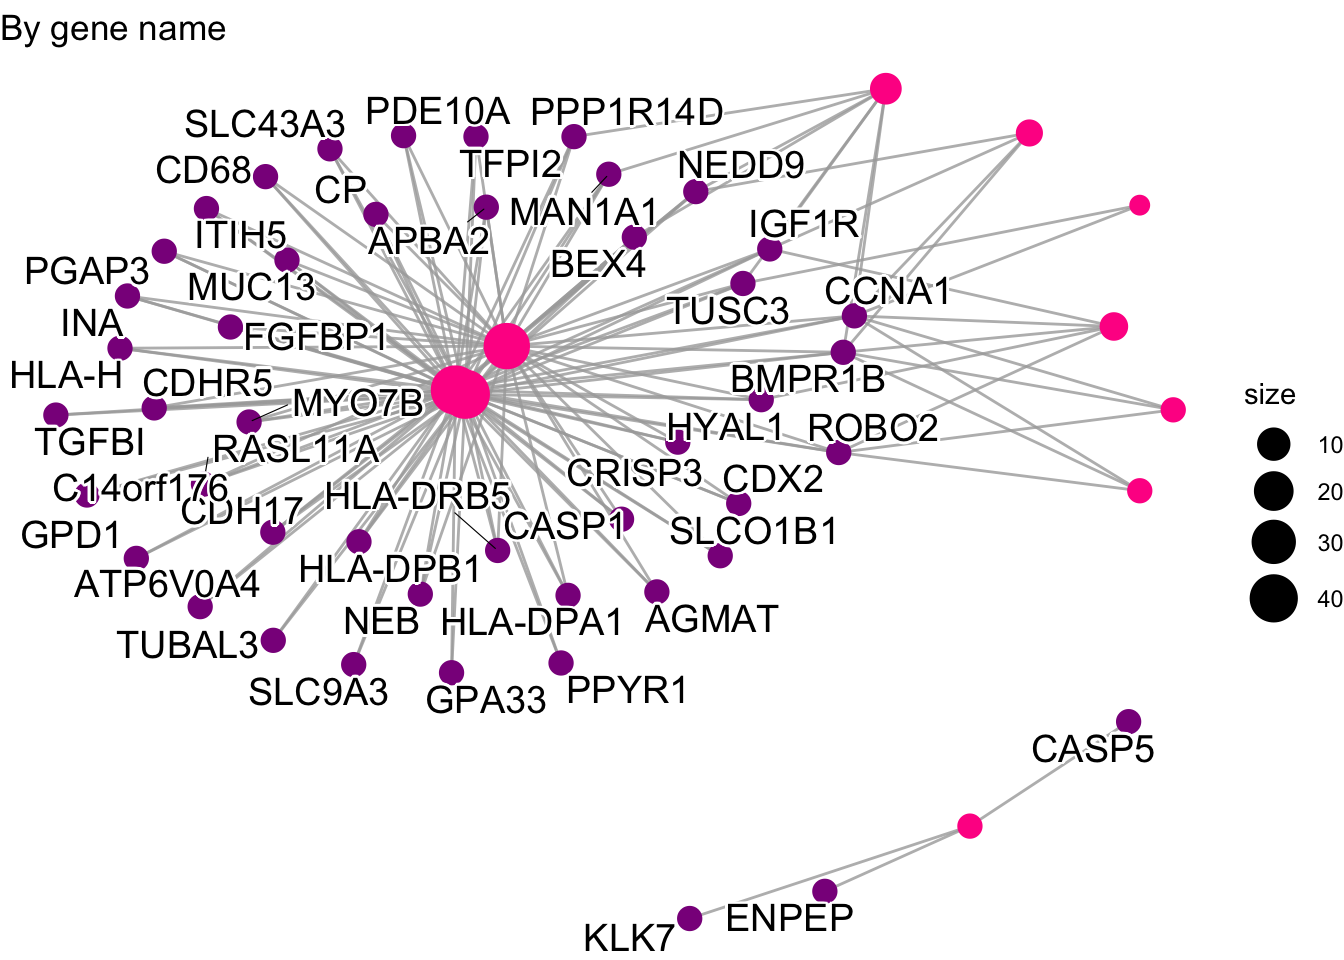 By gene name
PDE10A
PPP1R14D
SLC43A3
TFPI2
NEDD9
CD68
CP
MAN1A1
IGF1R
ITIH5
APBA2
BEX4
PGAP3
MUC13
CCNA1
TUSC3
INA
FGFBP1
HLA-H
CDHR5
BMPR1B
size
MYO7B
HYAL1
ROBO2
TGFBI
RASL11A
10
CRISP3
CDX2
C14orf176
HLA-DRB5
20
CDH17
GPD1
CASP1
SLCO1B1
30
HLA-DPB1
ATP6V0A4
40
NEB
HLA-DPA1
AGMAT
TUBAL3
SLC9A3
GPA33
PPYR1
CASP5
ENPEP
KLK7